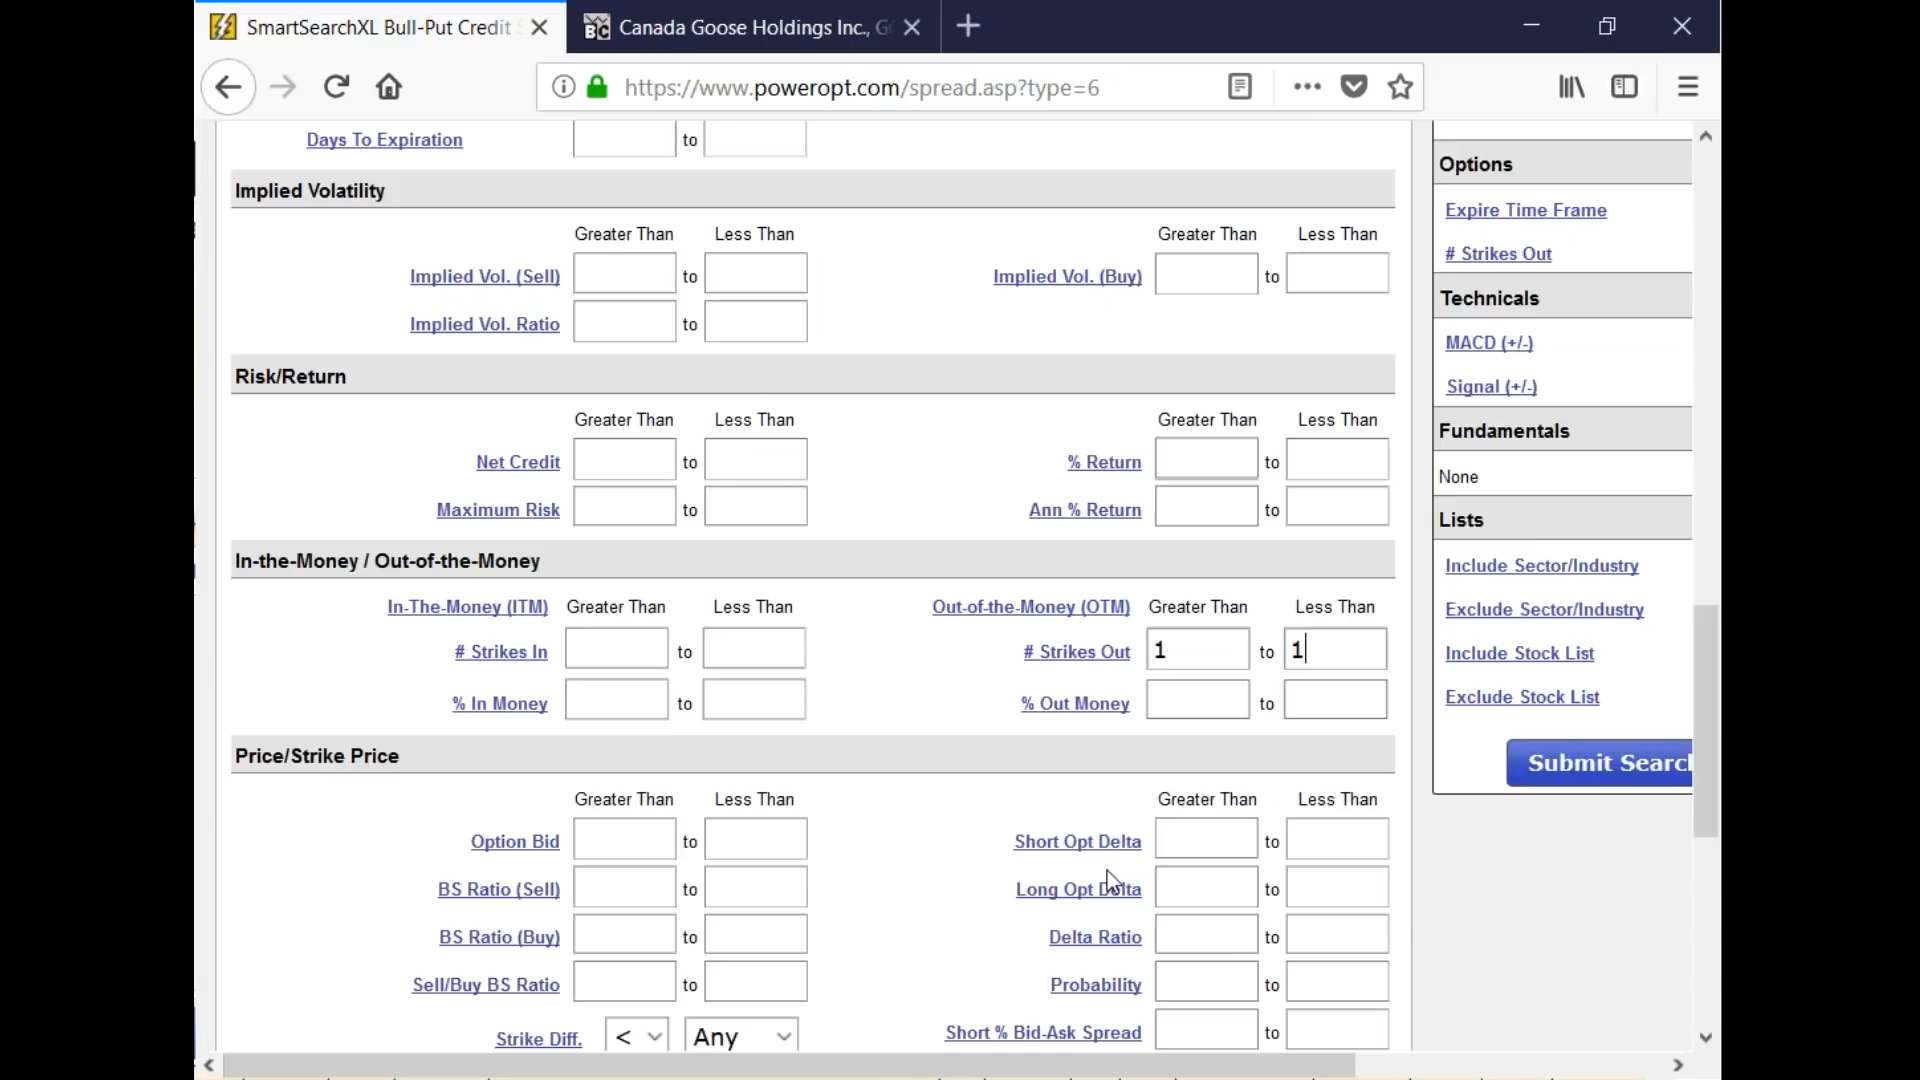 SmartSearchXL Bull-Put Credit
Canada Goose Holdings Inc.,
https://www.poweropt.com/spread.asp?type=6
Days To Expiration to
Implied Volatility
Greater Than Less Than Greater Than Less Than
Implied Vol. (Sell) to Implied Vol. (Buy) to
Implied Vol. Ratio to
Risk/Return
Greater Than Less Than Greater Than Less Than
Net Credit to % Return to
Maximum Risk to Ann % Return to
In-the-Money / Out-of-the-Money
In-The-Money (ITM) Greater Than Less Than Out-of-the-Money (OTM) Greater Than Less Than
# Strikes In to # Strikes Out 1 to 1
% In Money to % Out Money to
Price/Strike Price
Greater Than Less Than Greater Than Less Than
Option Bid to Short Opt Delta to
BS Ratio (Sell) to Long Opt Delta to
BS Ratio (Buy) to Delta Ratio to
Sell/Buy BS Ratio to Probability to
Strike Diff. < Any Short % Bid-Ask Spread to
Options
Expire Time Frame
# Strikes Out
Technicals
MACD (+/-)
Signal (+/-)
Fundamentals
None
Lists
Include Sector/Industry
Exclude Sector/Industry
Include Stock List
Exclude Stock List
Submit Searc